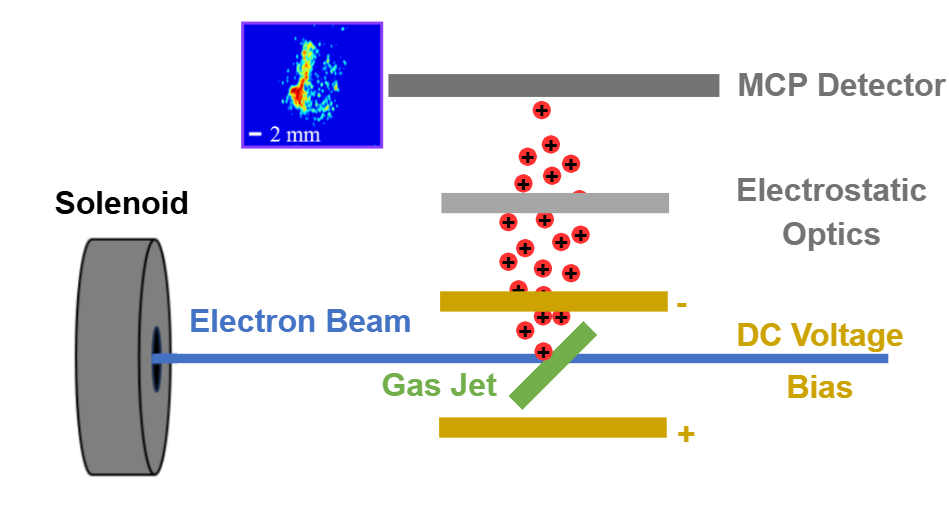 MCP Detector
2 mm
Electrostatic
Optics
Solenoid
Electron Beam
-
DC Voltage
Gas Jet
Bias
+